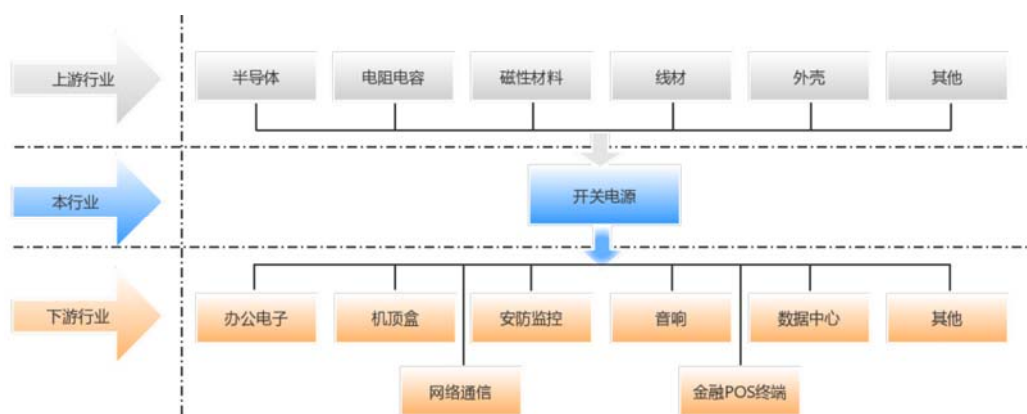 上游行业
半导体
电阻电容
磁性材料
线材
外壳
其他
本行业
开关电源
下游行业
办公电子
机顶盒
安防监控
音响
数据中心
其他
网络通信
金融POS终端